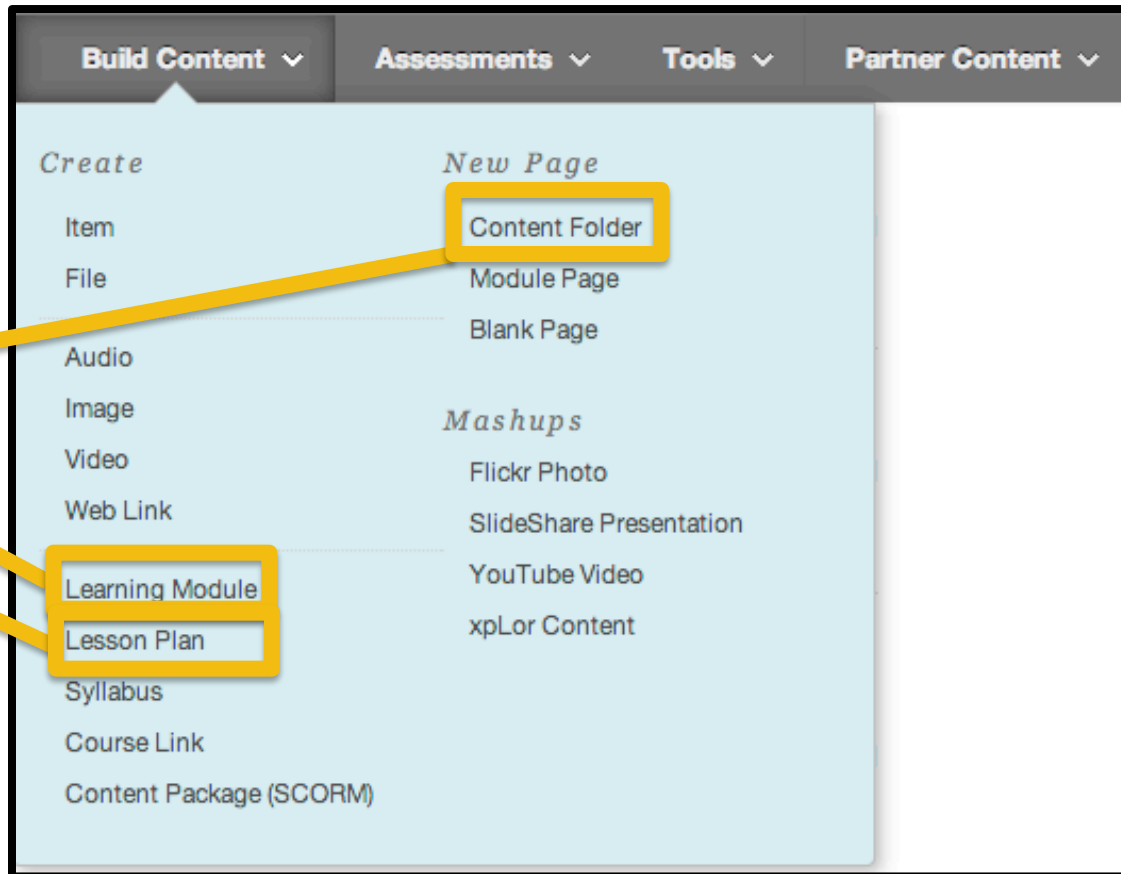 Build Content
Assessments
Tools
Partner Content
Create
Item
File
Audio
Image
Video
Web Link
Learning Module
Lesson Plan
Syllabus
Course Link
Content Package (SCORM)
New Page
Content Folder
Module Page
Blank Page
Mashups
Flickr Photo
SlideShare Presentation
YouTube Video
xpLor Content